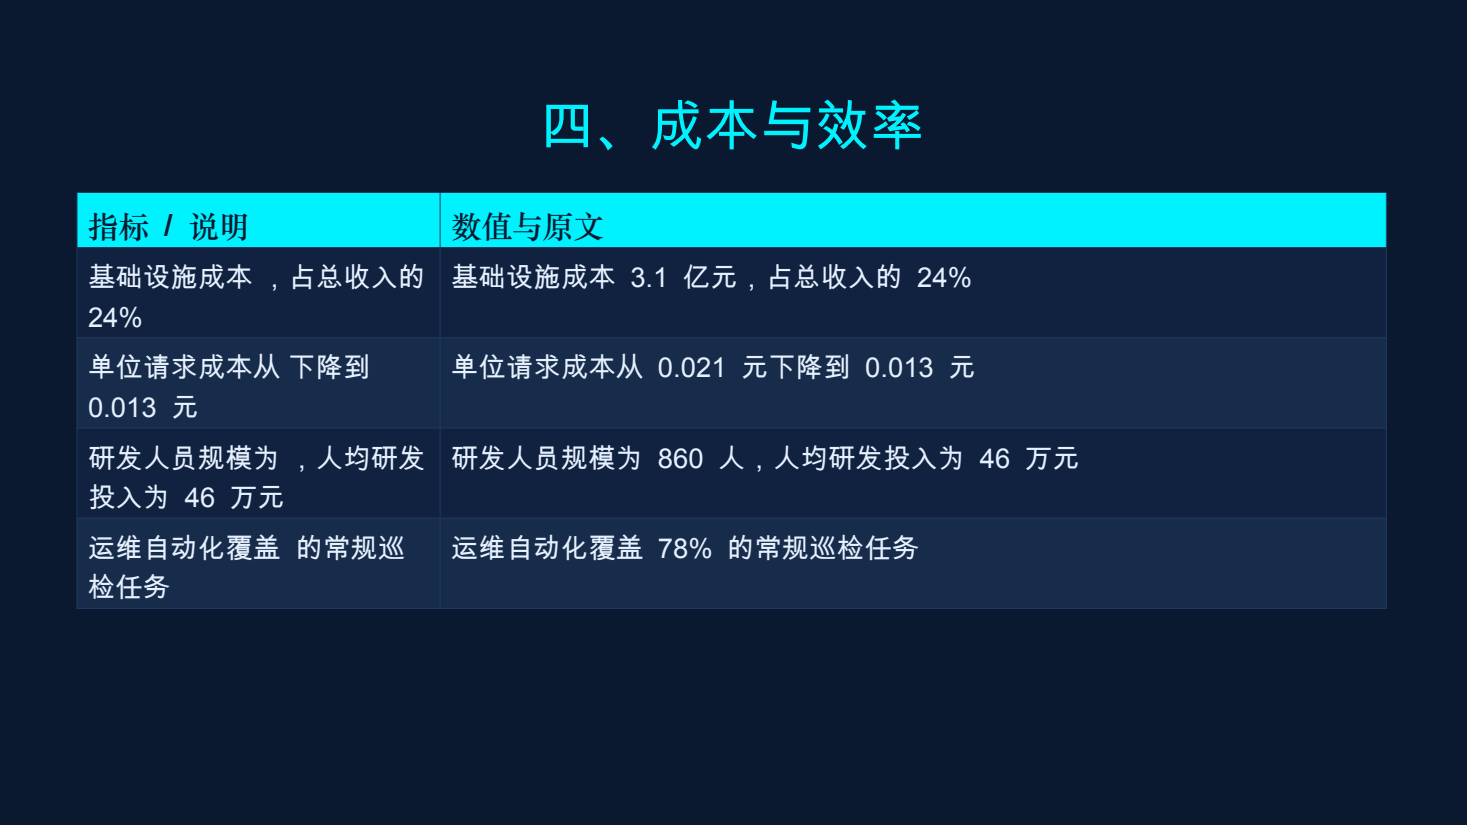 四、成本与效率
指标 / 说明
数值与原文
基础设施成本 ，占总收入的
24%
基础设施成本 3.1 亿元，占总收入的 24%
单位请求成本从 下降到
0.013 元
单位请求成本从 0.021 元下降到 0.013 元
研发人员规模为 ，人均研发
投入为 46 万元
研发人员规模为 860 人，人均研发投入为 46 万元
运维自动化覆盖 的常规巡
检任务
运维自动化覆盖 78% 的常规巡检任务